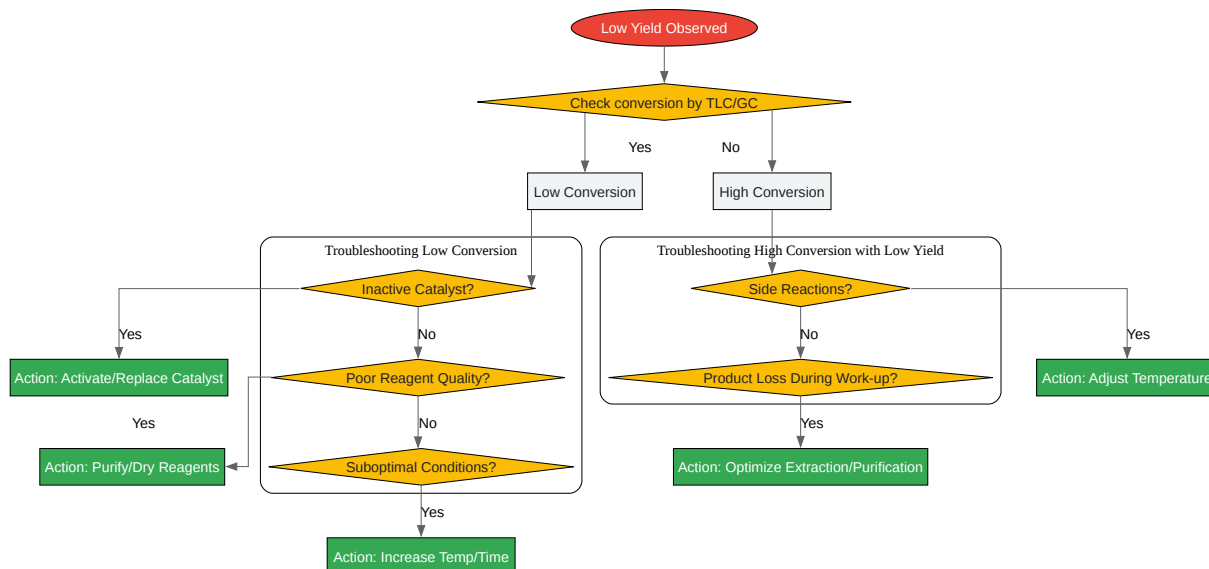 Low Yield Observed
Check conversion by TLC/GC
Yes
No
Low Conversion
High Conversion
Troubleshooting Low Conversion
Troubleshooting High Conversion with Low Yield
Inactive Catalyst?
Side Reactions?
Yes
No
No
Yes
Action: Activate/Replace Catalyst
Poor Reagent Quality?
Product Loss During Work-up?
Action: Adjust Temperature
Yes
No
Yes
Action: Purify/Dry Reagents
Suboptimal Conditions?
Action: Optimize Extraction/Purification
Yes
Action: Increase Temp/Time